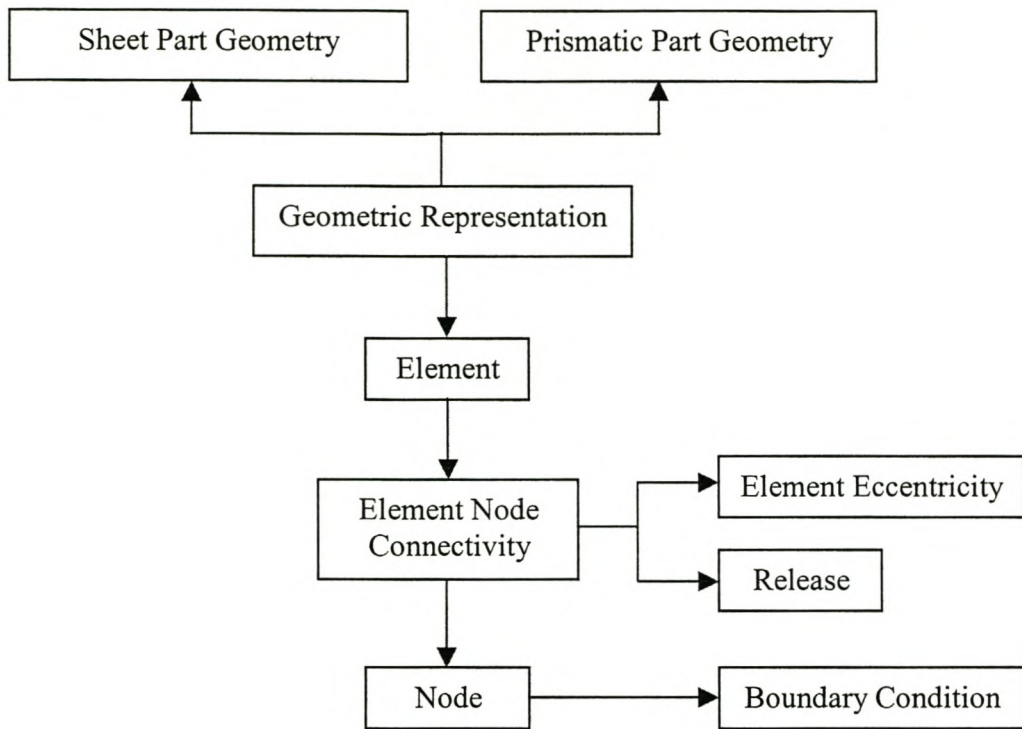 Sheet Part Geometry
Prismatic Part Geometry
Geometric Representation
Element
Element Node
Connectivity
Element Eccentricity
Release
Node
Boundary Condition